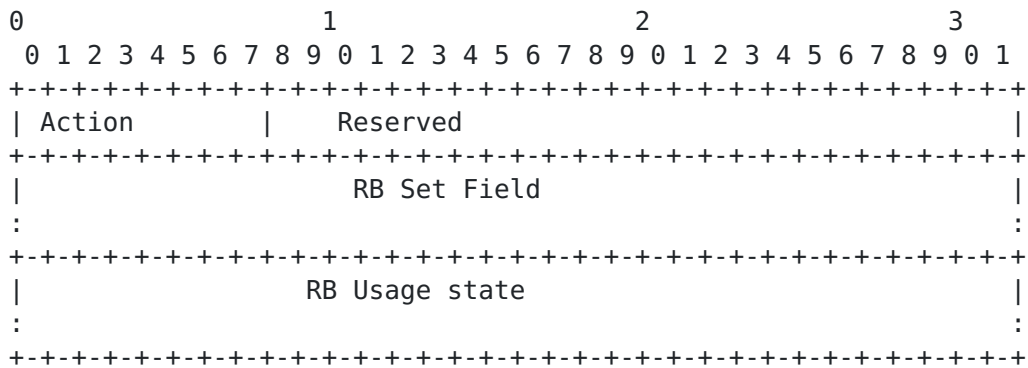 0                   1                   2                   3
 0 1 2 3 4 5 6 7 8 9 0 1 2 3 4 5 6 7 8 9 0 1 2 3 4 5 6 7 8 9 0 1
+-+-+-+-+-+-+-+-+-+-+-+-+-+-+-+-+-+-+-+-+-+-+-+-+-+-+-+-+-+-+-+-+
| Action        |    Reserved                                   |
+-+-+-+-+-+-+-+-+-+-+-+-+-+-+-+-+-+-+-+-+-+-+-+-+-+-+-+-+-+-+-+-+
|                     RB Set Field                              |
:                                                               :
+-+-+-+-+-+-+-+-+-+-+-+-+-+-+-+-+-+-+-+-+-+-+-+-+-+-+-+-+-+-+-+-+
|                  RB Usage state                               |
:                                                               :
+-+-+-+-+-+-+-+-+-+-+-+-+-+-+-+-+-+-+-+-+-+-+-+-+-+-+-+-+-+-+-+-+